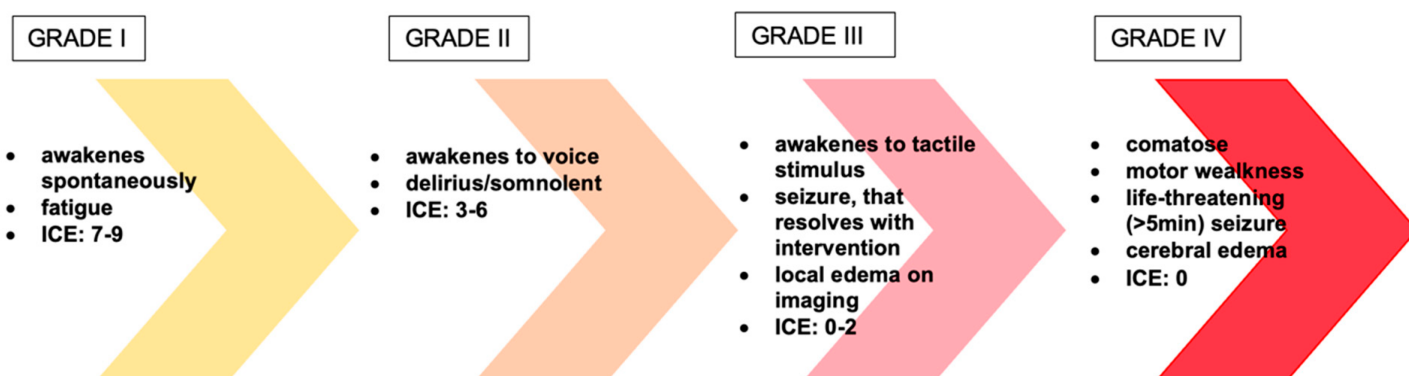 GRADE I
• awakenes
spontaneously
• fatigue
• ICE: 7-9
GRADE II
• awakenes to voice
• delirius/somnolent
• ICE: 3-6
GRADE III
• awakenes to tactile
stimulus
• seizure, that
resolves with
intervention
• local edema on
imaging
• ICE: 0-2
GRADE IV
• comatose
• motor wealkness
• life-threatening
(>5min) seizure
• cerebral edema
• ICE: 0